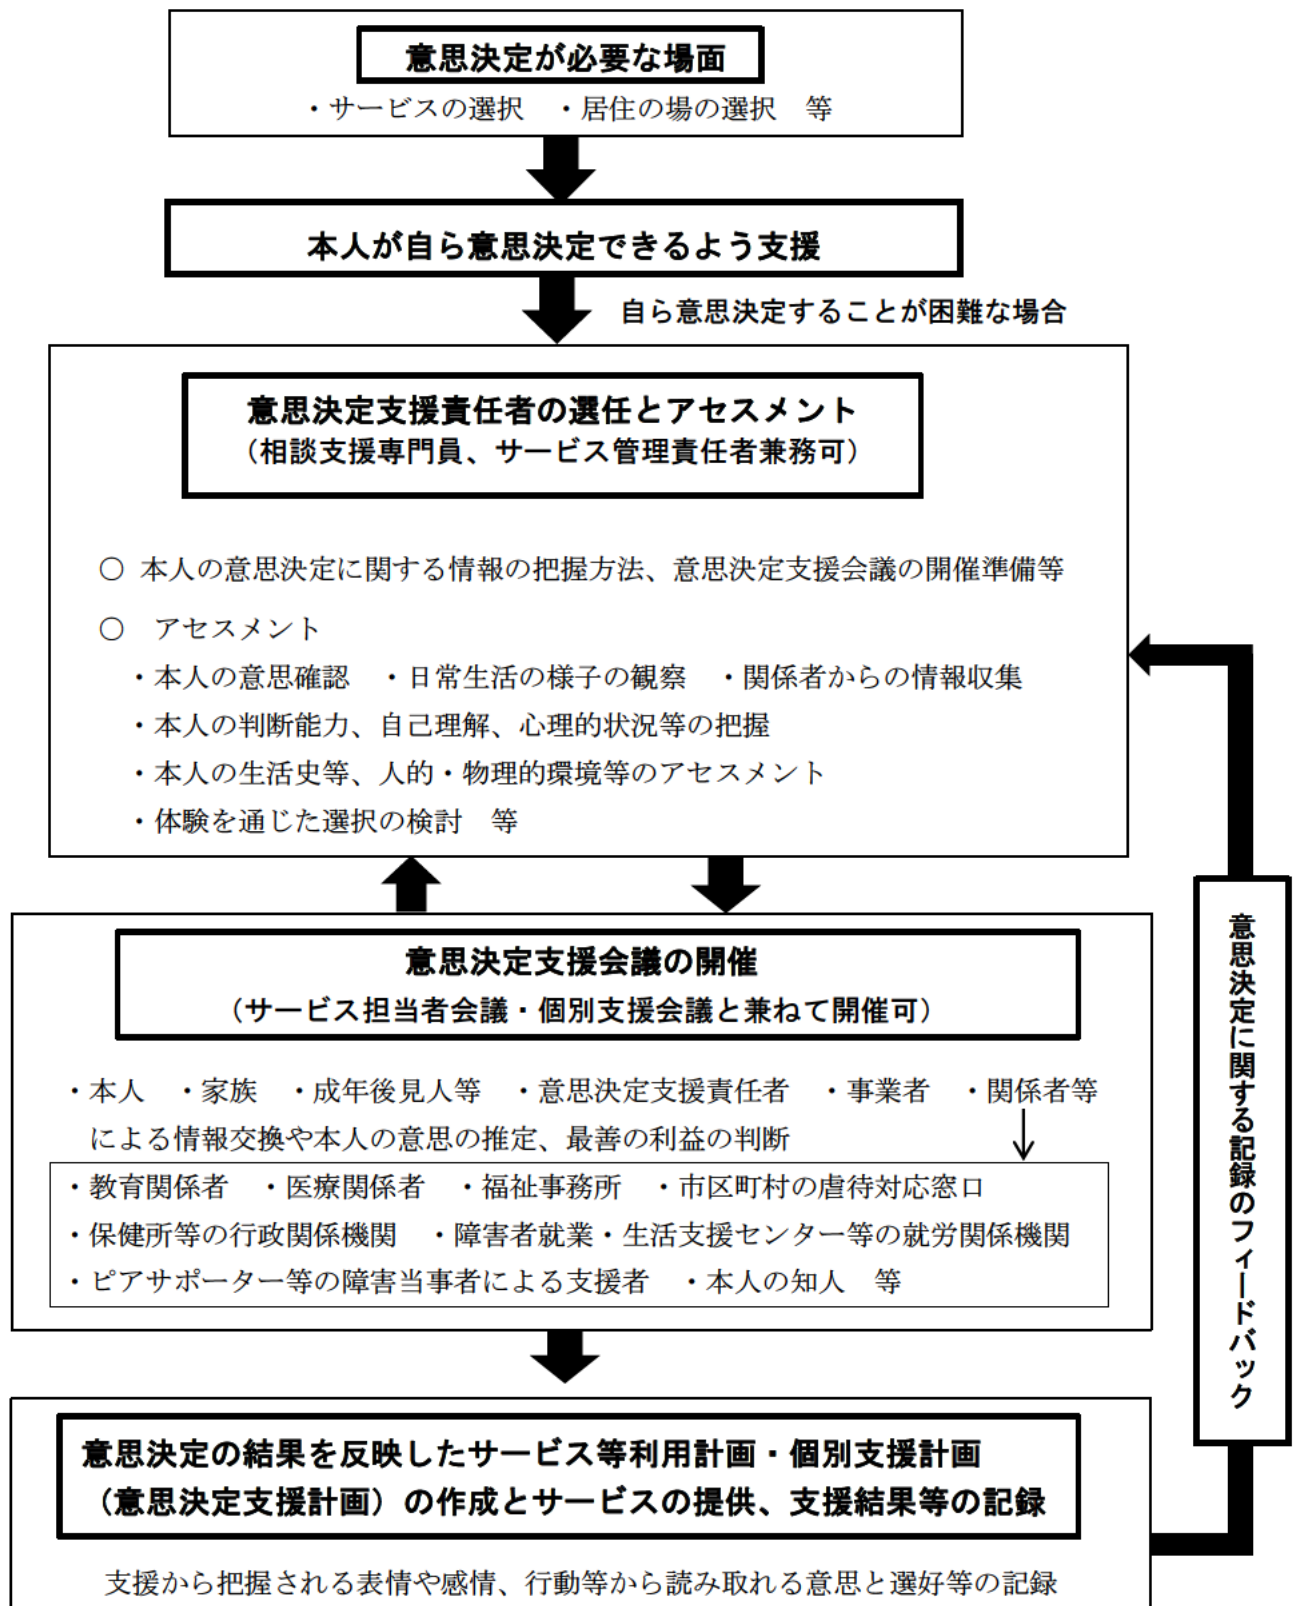 意思決定が必要な場面
・サービスの選択　・居住の場の選択　等
本人が自ら意思決定できるよう支援
自ら意思決定することが困難な場合
意思決定支援責任者の選任とアセスメント
（相談支援専門員、サービス管理責任者兼務可）
○ 本人の意思決定に関する情報の把握方法、意思決定支援会議の開催準備等
○　アセスメント
・本人の意思確認　・日常生活の様子の観察　・関係者からの情報収集
・本人の判断能力、自己理解、心理的状況等の把握
・本人の生活史等、人的・物理的環境等のアセスメント
・体験を通じた選択の検討　等
意思決定支援会議の開催
（サービス担当者会議・個別支援会議と兼ねて開催可）
・本人　・家族　・成年後見人等　・意思決定支援責任者　・事業者　・関係者等
による情報交換や本人の意思の推定、最善の利益の判断
・教育関係者　・医療関係者　・福祉事務所　・市区町村の虐待対応窓口
・保健所等の行政関係機関　・障害者就業・生活支援センター等の就労関係機関
・ピアサポーター等の障害当事者による支援者　・本人の知人　等
意思決定の結果を反映したサービス等利用計画・個別支援計画
（意思決定支援計画）の作成とサービスの提供、支援結果等の記録
支援から把握される表情や感情、行動等から読み取れる意思と選好等の記録
意思決定に関する記録のフィードバック